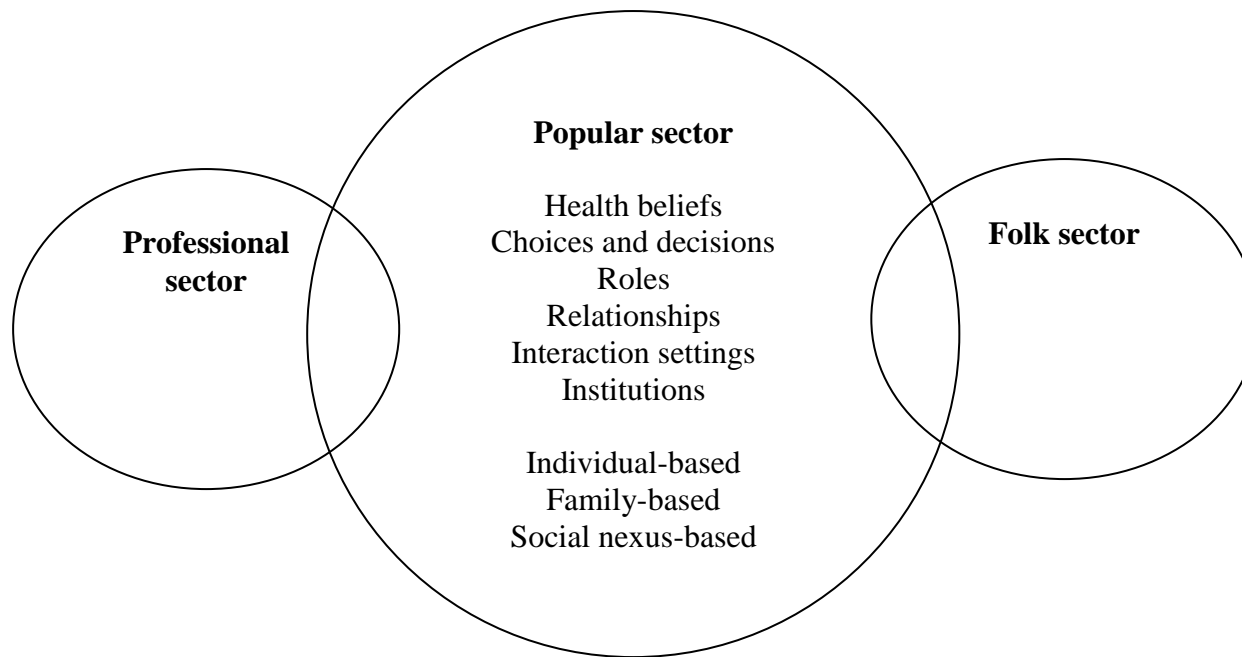 Popular sector
Professional
sector
Health beliefs
Choices and decisions
Roles
Relationships
Interaction settings
Institutions
Individual-based
Family-based
Social nexus-based
Folk sector